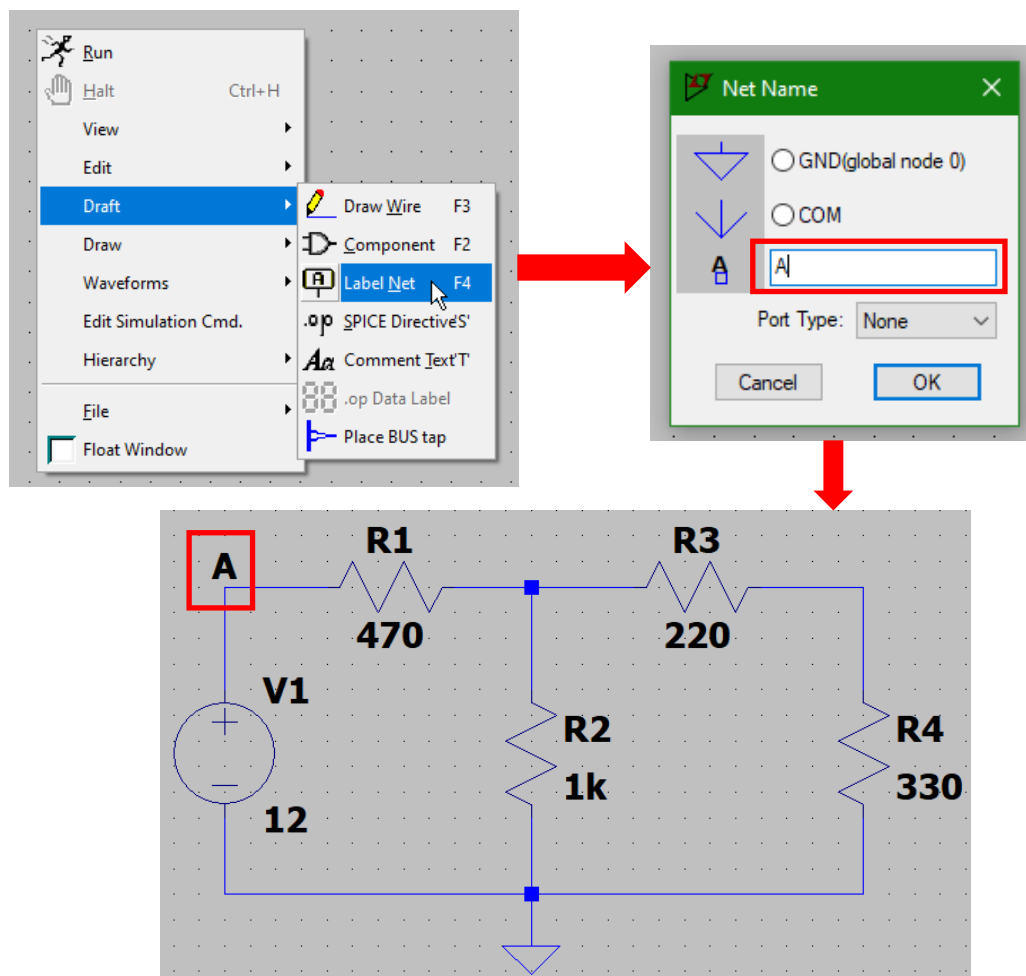 Run
Halt Ctrl+H
View
Edit
Draft
Draw
Waveforms
Edit Simulation Cmd.
Hierarchy
File
Float Window
Draw Wire F3
Component F2
A Label Net F4
.op SPICE Directive'S'
Aa Comment Text'T'
88 .op Data Label
Place BUS tap
Net Name
GND(global node 0)
COM
A A
Port Type: None
Cancel OK
A
R1
470
R3
220
V1
12
R2
1k
R4
330